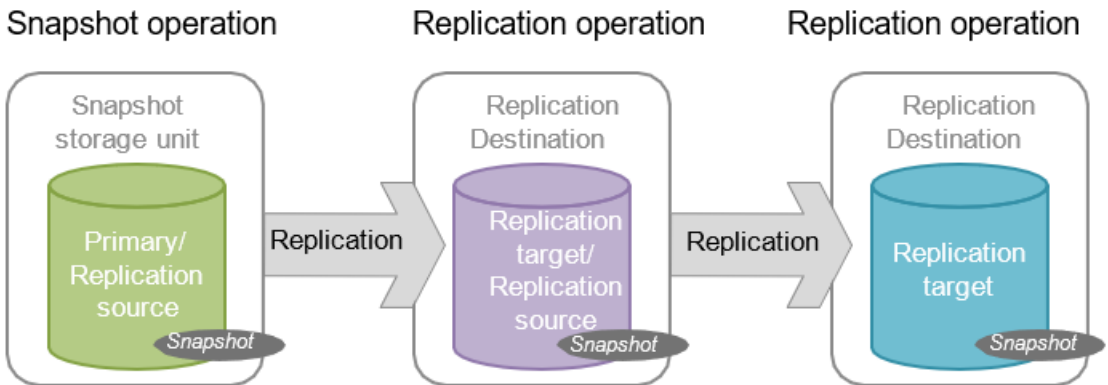 Snapshot operation
Replication operation
Replication operation
Snapshot
storage unit
Replication
Destination
Replication
Destination
Primary/
Replication
source
Replication
Replication
target/
Replication
source
Replication
Replication
target
Snapshot
Snapshot
Snapshot